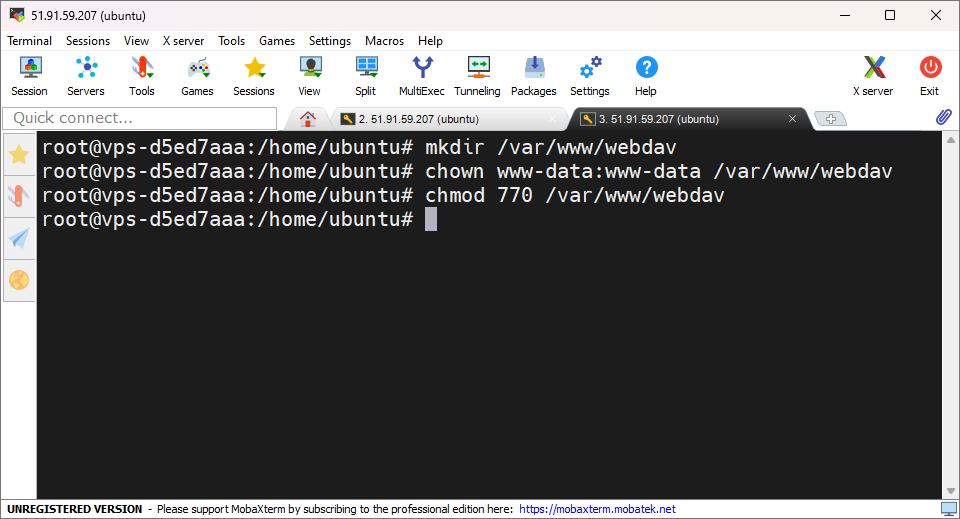 51.91.59.207 (ubuntu)
Terminal Sessions View X server Tools Games Settings Macros Help
Session Servers Tools Games Sessions View Split MultiExec Tunneling Packages Settings Help X server Exit
Quick connect... 2. 51.91.59.207 (ubuntu) 3. 51.91.59.207 (ubuntu)
root@vps-d5ed7aaa:/home/ubuntu# mkdir /var/www/webdav
root@vps-d5ed7aaa:/home/ubuntu# chown www-data:www-data /var/www/webdav
root@vps-d5ed7aaa:/home/ubuntu# chmod 770 /var/www/webdav
root@vps-d5ed7aaa:/home/ubuntu#
UNREGISTERED VERSION - Please support MobaXterm by subscribing to the professional edition here: https://mobaxterm.mobatek.net